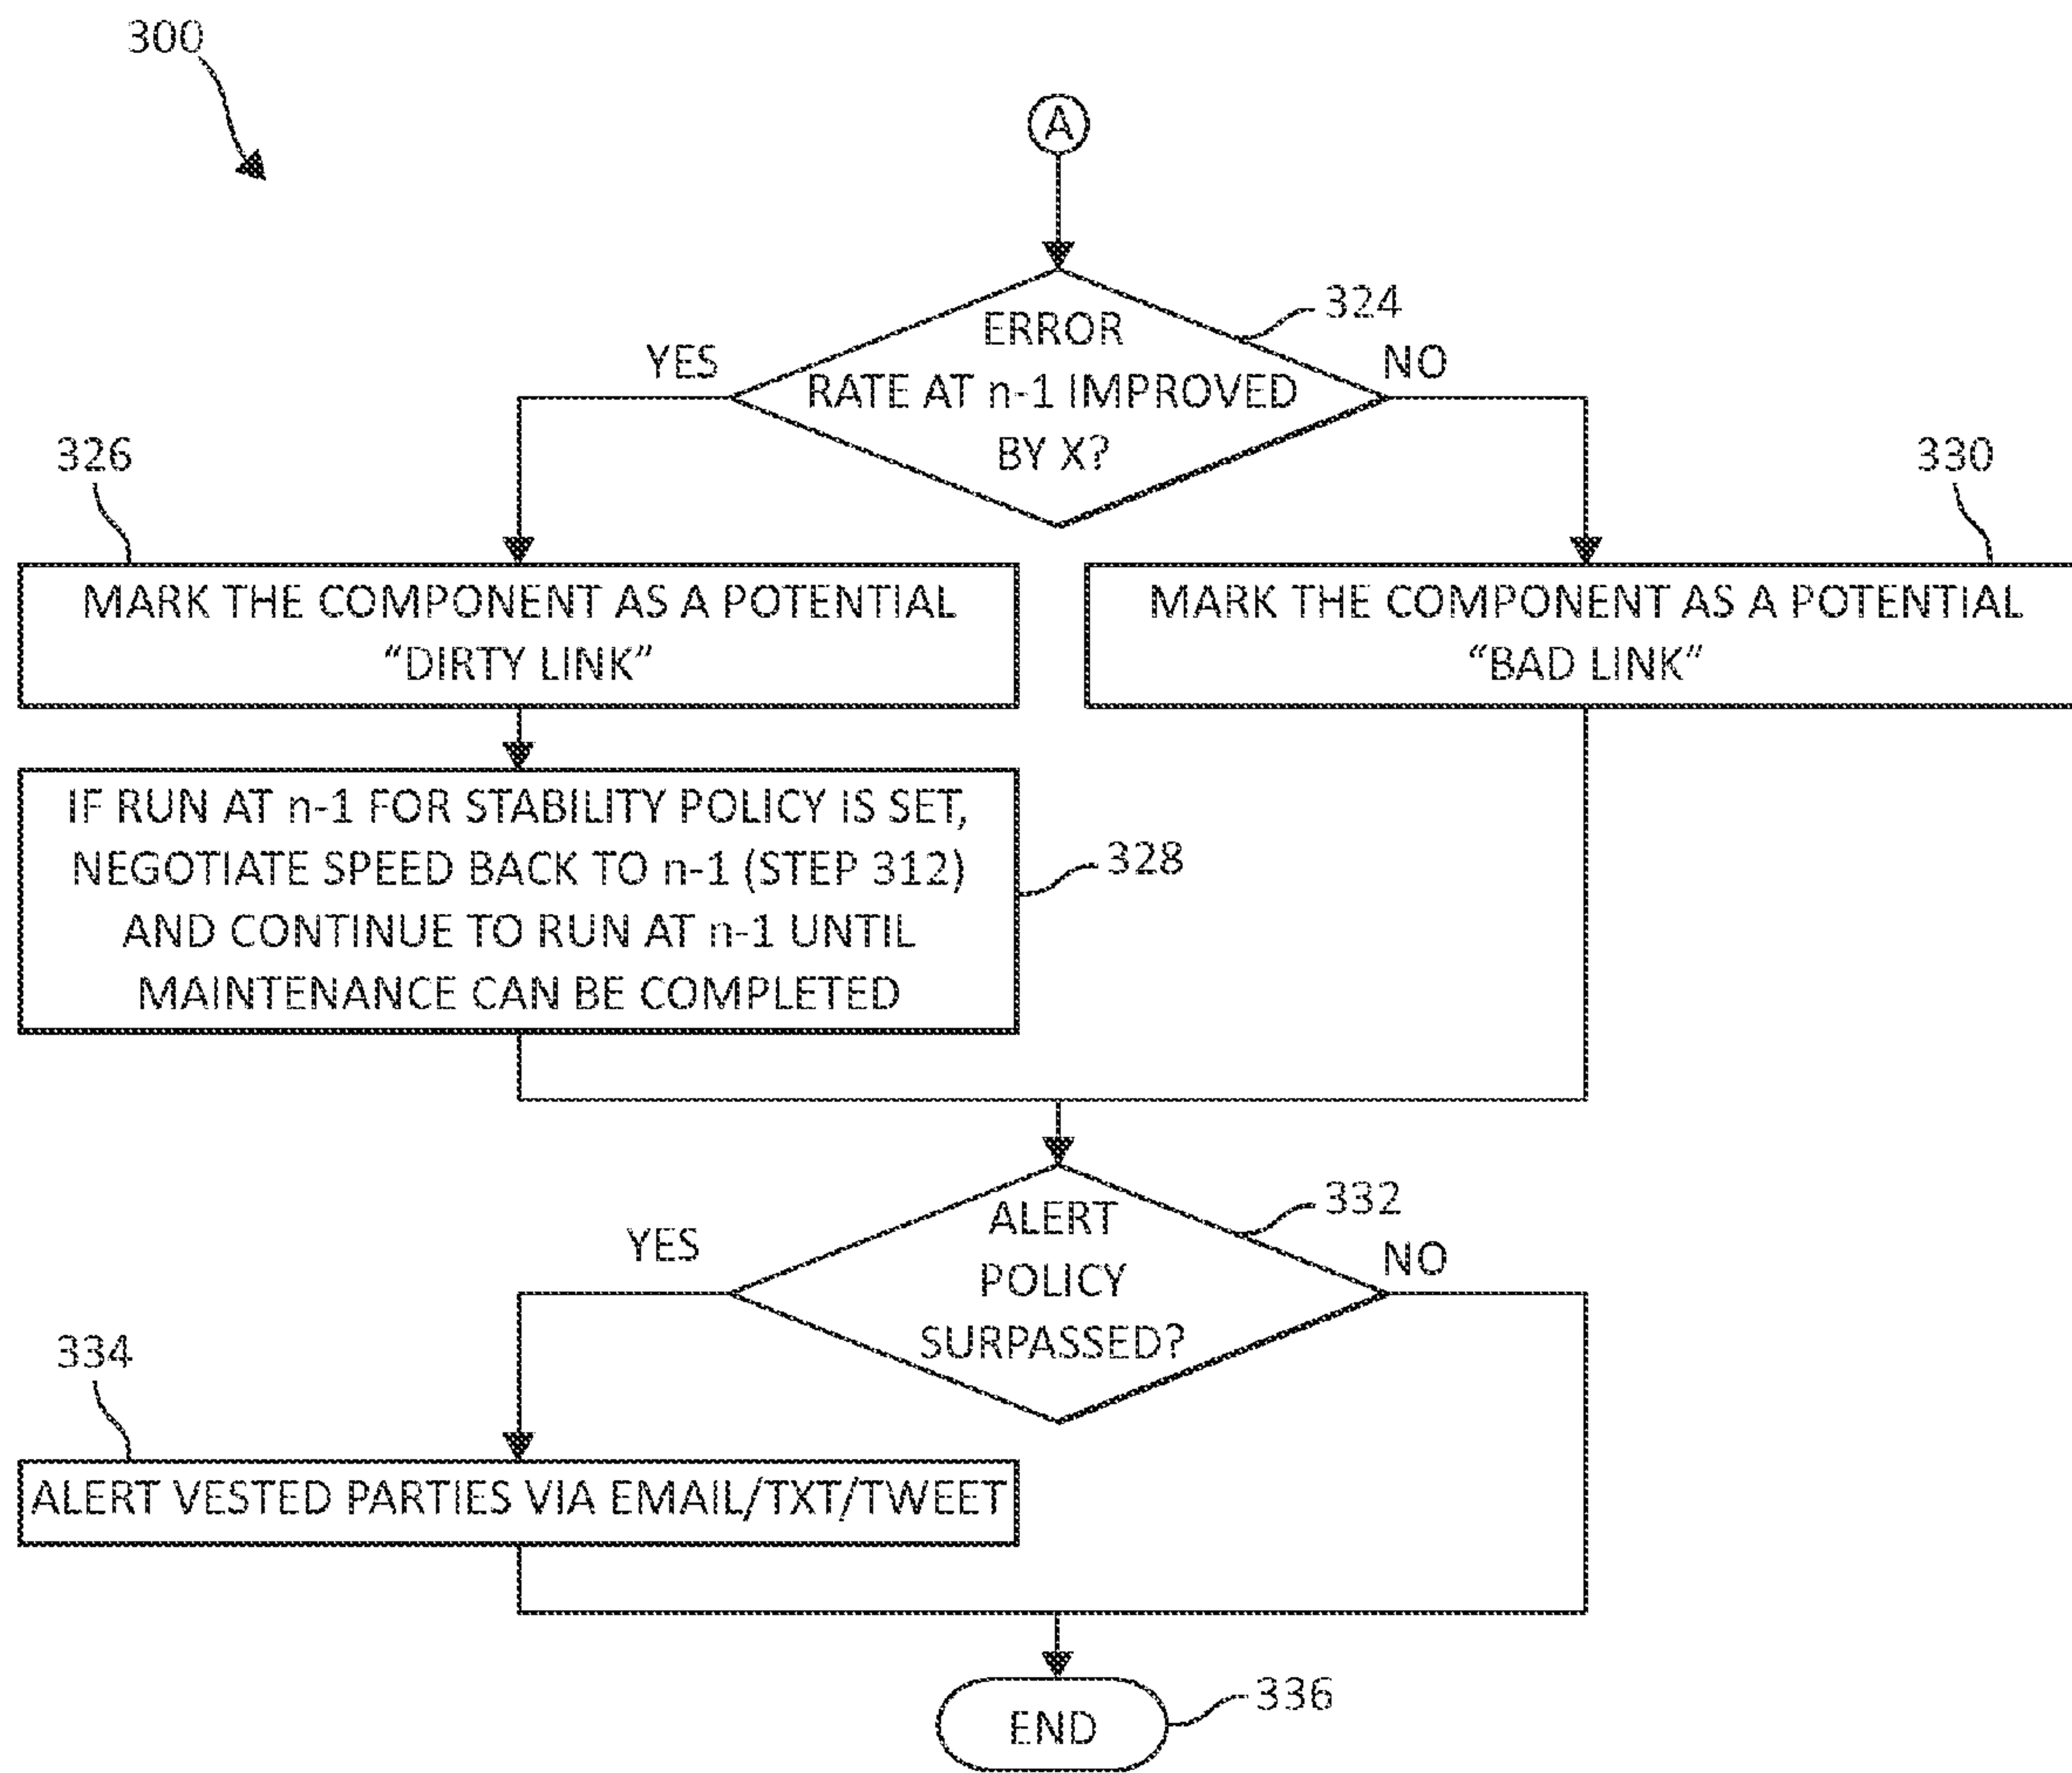 300
A
324
ERROR
RATE AT n-1 IMPROVED
BY X?
YES
NO
326
330
MARK THE COMPONENT AS A POTENTIAL
“DIRTY LINK”
MARK THE COMPONENT AS A POTENTIAL
“BAD LINK”
IF RUN AT n-1 FOR STABILITY POLICY IS SET,
NEGOTIATE SPEED BACK TO n-1 (STEP 312)
AND CONTINUE TO RUN AT n-1 UNTIL
MAINTENANCE CAN BE COMPLETED
328
332
ALERT
POLICY
SURPASSED?
YES
NO
334
ALERT VESTED PARTIES VIA EMAIL/TXT/TWEET
336
END